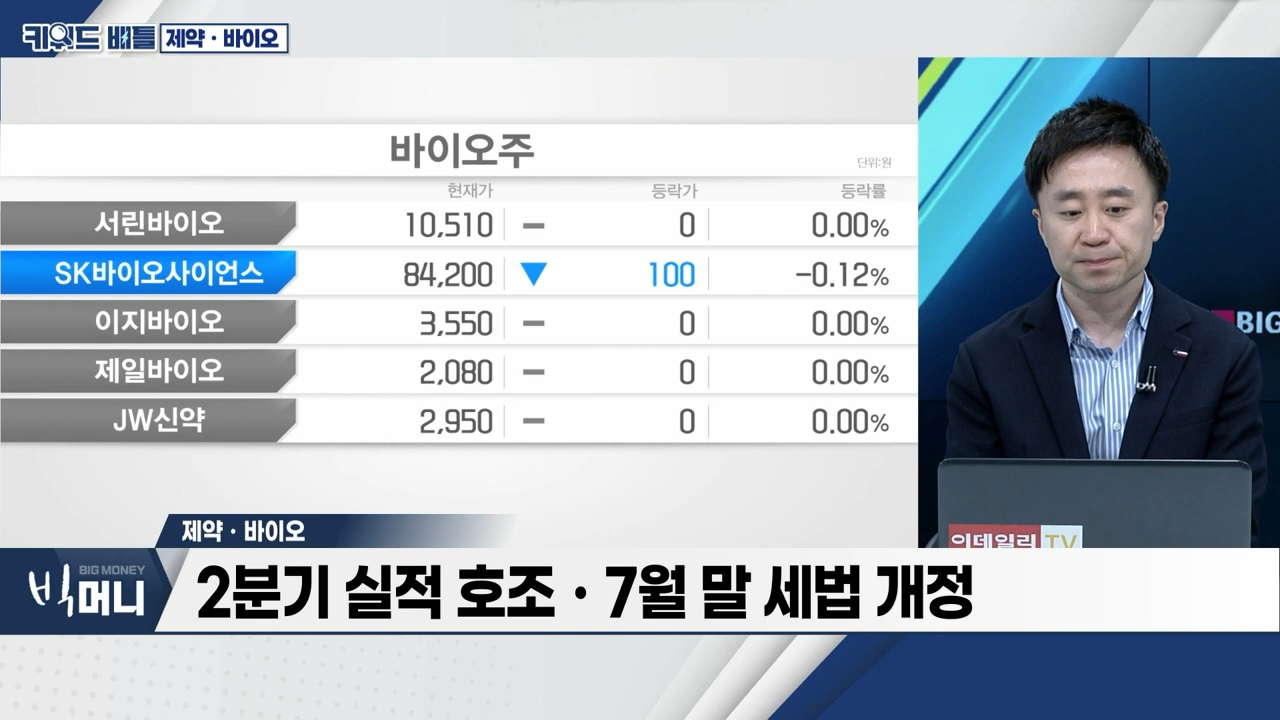 키워드 배틀 제약·바이오
바이오주
단위:원
현재가 등락가 등락률
서린바이오 10,510 0 0.00%
SK바이오사이언스 84,200 ▼ 100 -0.12%
이지바이오 3,550 0 0.00%
제일바이오 2,080 0 0.00%
JW신약 2,950 0 0.00%
BIG
이데일리TV
제약·바이오
BIG MONEY
빅머니
2분기 실적 호조·7월 말 세법 개정